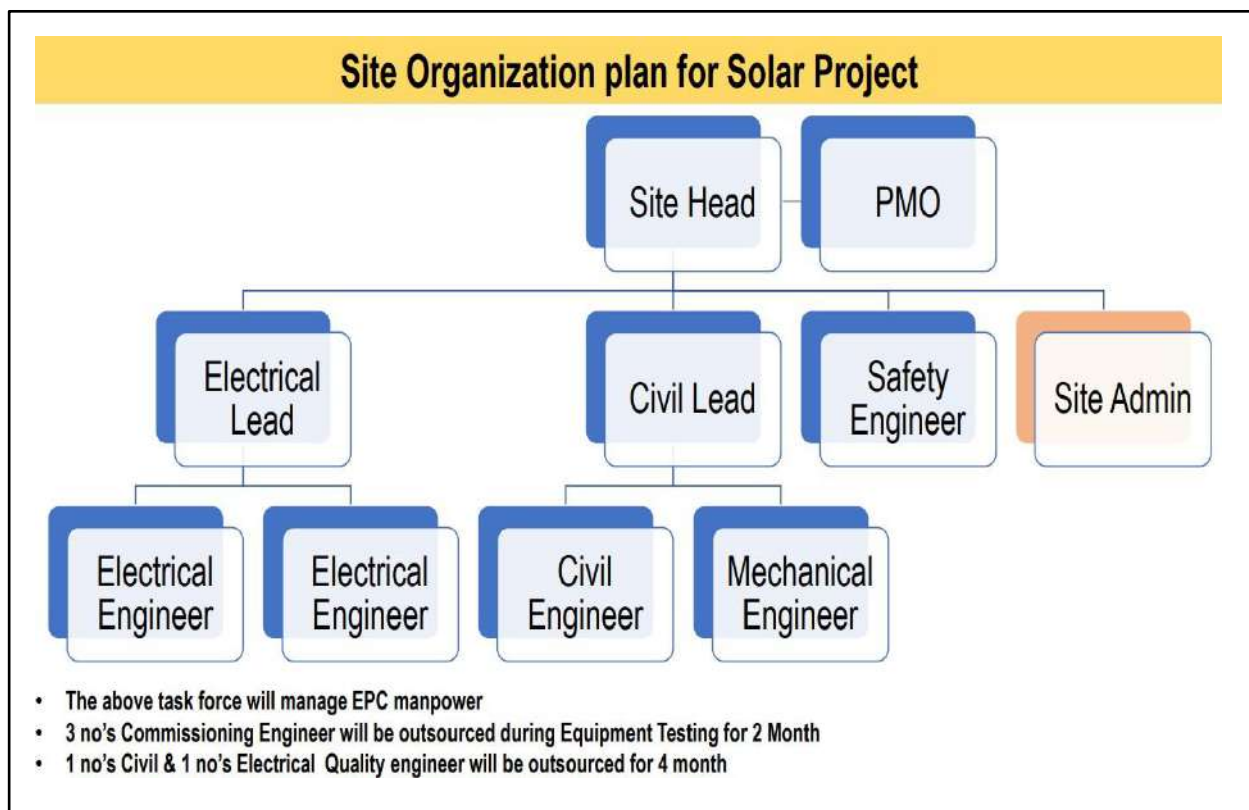 Site Organization plan for Solar Project
Site Head
PMO
Electrical
Lead
Civil Lead
Safety
Engineer
Site Admin
Electrical
Engineer
Electrical
Engineer
Civil
Engineer
Mechanical
Engineer
• The above task force will manage EPC manpower
• 3 no's Commissioning Engineer will be outsourced during Equipment Testing for 2 Month
• 1 no's Civil & 1 no's Electrical Quality engineer will be outsourced for 4 month